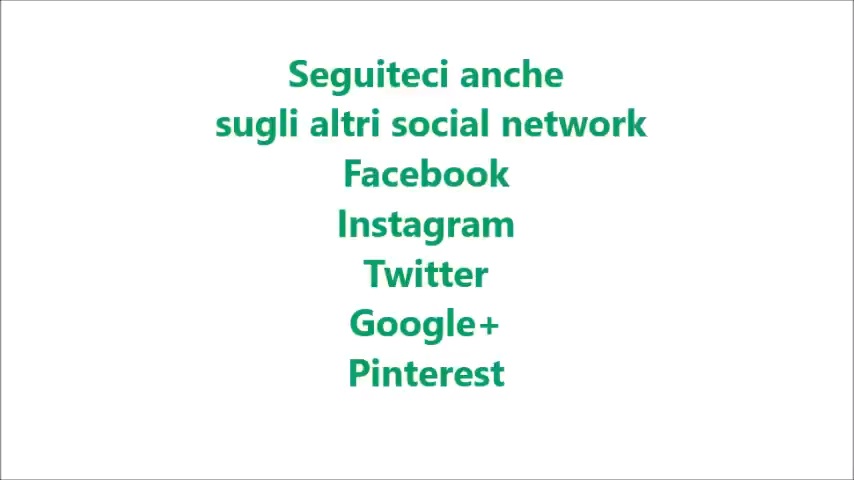 Seguiteci anche
sugli altri social network
Facebook
Instagram
Twitter
Google+
Pinterest